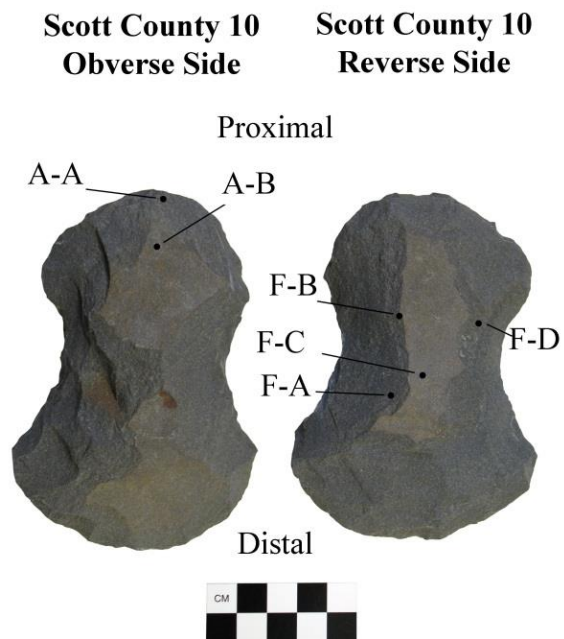 Scott County 10
Obverse Side
Scott County 10
Reverse Side
Proximal
A-A
A-B
F-B
F-D
F-C
F-A
Distal
CM